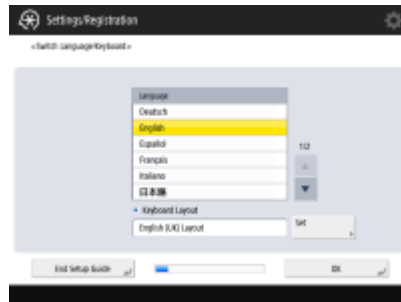 Settings/Registration
<Switch Language/Keyboard>
Language
Deutsch
English
Español
Français
Italiano
日本語
1/2
Keyboard Layout
English (UK) Layout
Set
End Setup Guide
OK